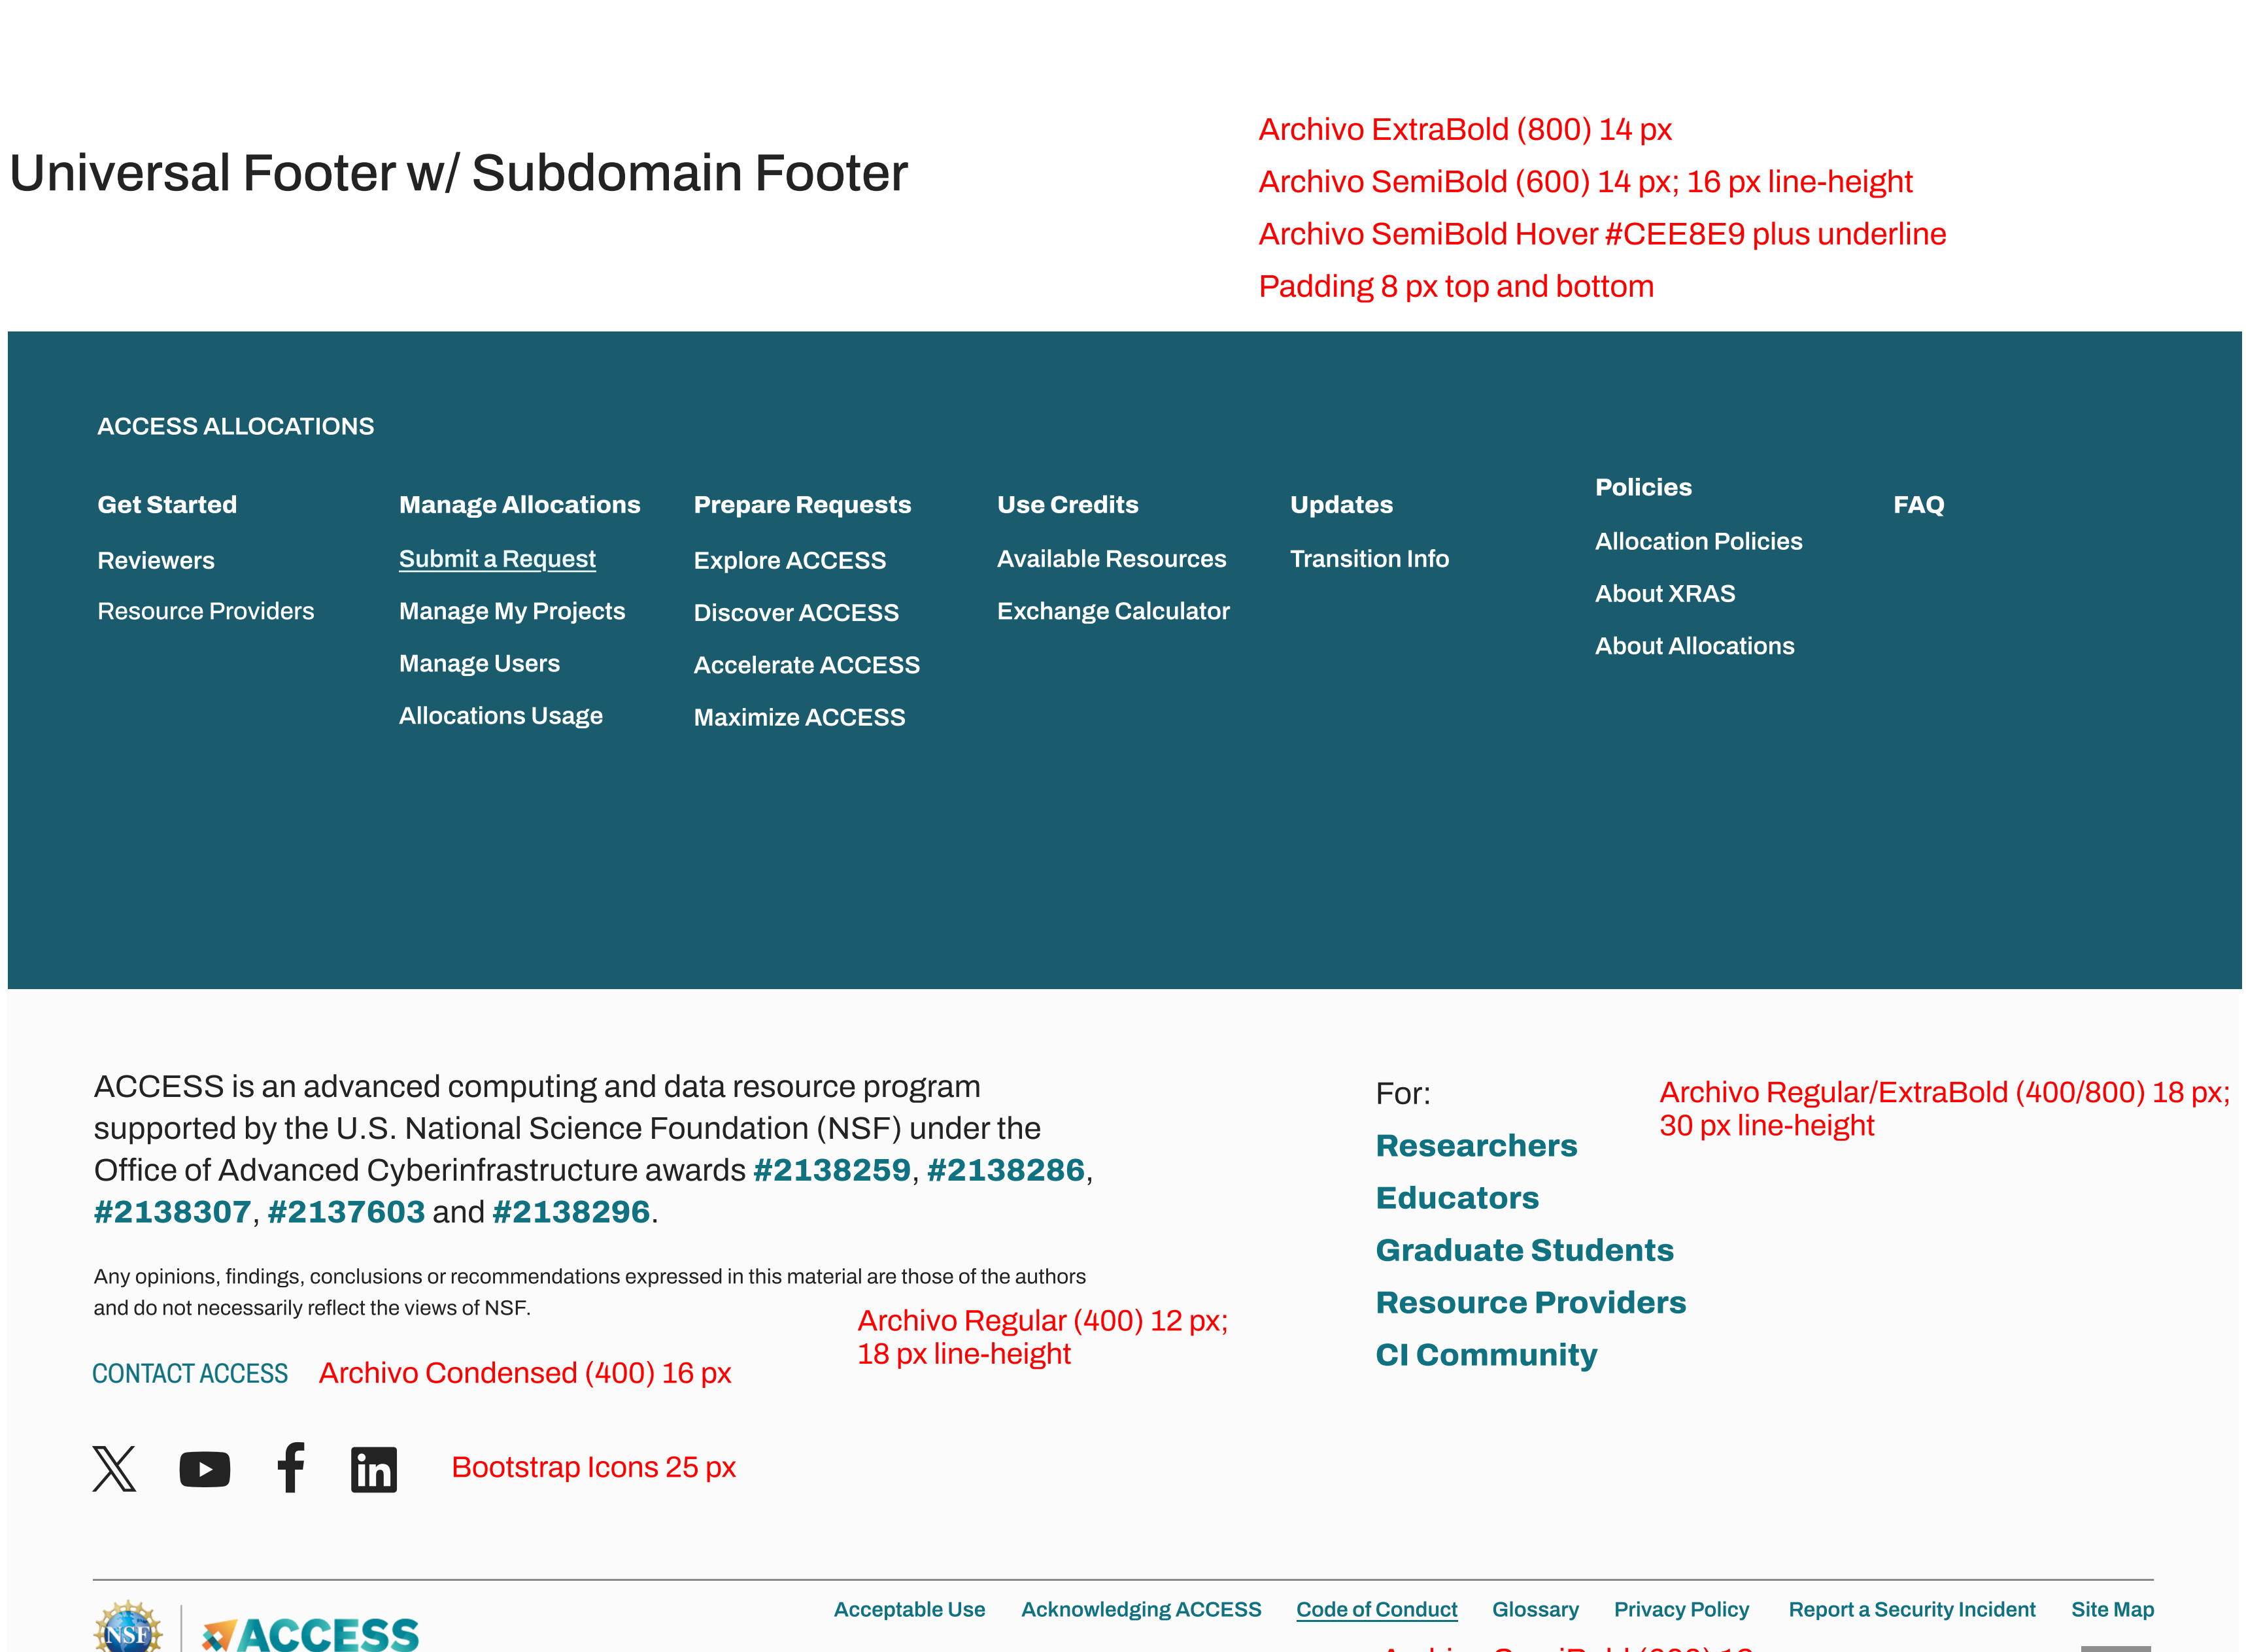 Universal Footer w/ Subdomain Footer
Archivo ExtraBold (800) 14 px
Archivo SemiBold (600) 14 px; 16 px line-height
Archivo SemiBold Hover #CEE8E9 plus underline
Padding 8 px top and bottom
ACCESS ALLOCATIONS
Get Started
Reviewers
Resource Providers
Manage Allocations
Submit a Request
Manage My Projects
Manage Users
Allocations Usage
Prepare Requests
Explore ACCESS
Discover ACCESS
Accelerate ACCESS
Maximize ACCESS
Use Credits
Available Resources
Exchange Calculator
Updates
Transition Info
Policies
Allocation Policies
About XRAS
About Allocations
FAQ
ACCESS is an advanced computing and data resource program
supported by the U.S. National Science Foundation (NSF) under the
Office of Advanced Cyberinfrastructure awards #2138259, #2138286,
#2138307, #2137603 and #2138296.
Any opinions, findings, conclusions or recommendations expressed in this material are those of the authors
and do not necessarily reflect the views of NSF.
Archivo Regular (400) 12 px;
18 px line-height
CONTACT ACCESS
Archivo Condensed (400) 16 px
Bootstrap Icons 25 px
For:
Researchers
Educators
Graduate Students
Resource Providers
CI Community
Archivo Regular/ExtraBold (400/800) 18 px;
30 px line-height
NSF
ACCESS
Acceptable Use
Acknowledging ACCESS
Code of Conduct
Glossary
Privacy Policy
Report a Security Incident
Site Map